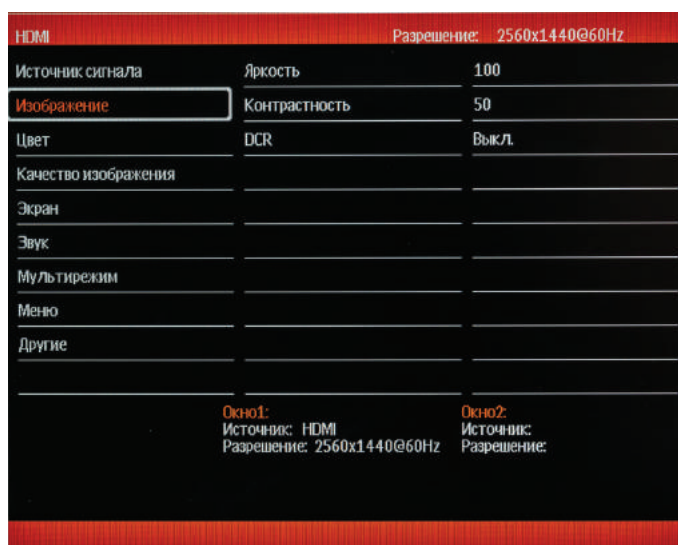 HDMI Разрешение: 2560x1440@60Hz
Источник сигнала Яркость 100
Изображение Контрастность 50
Цвет DCR Выкл.
Качество изображения
Экран
Звук
Мультирежим
Меню
Другие
Окно1: Окно2:
Источник: HDMI Источник:
Разрешение: 2560x1440@60Hz Разрешение: